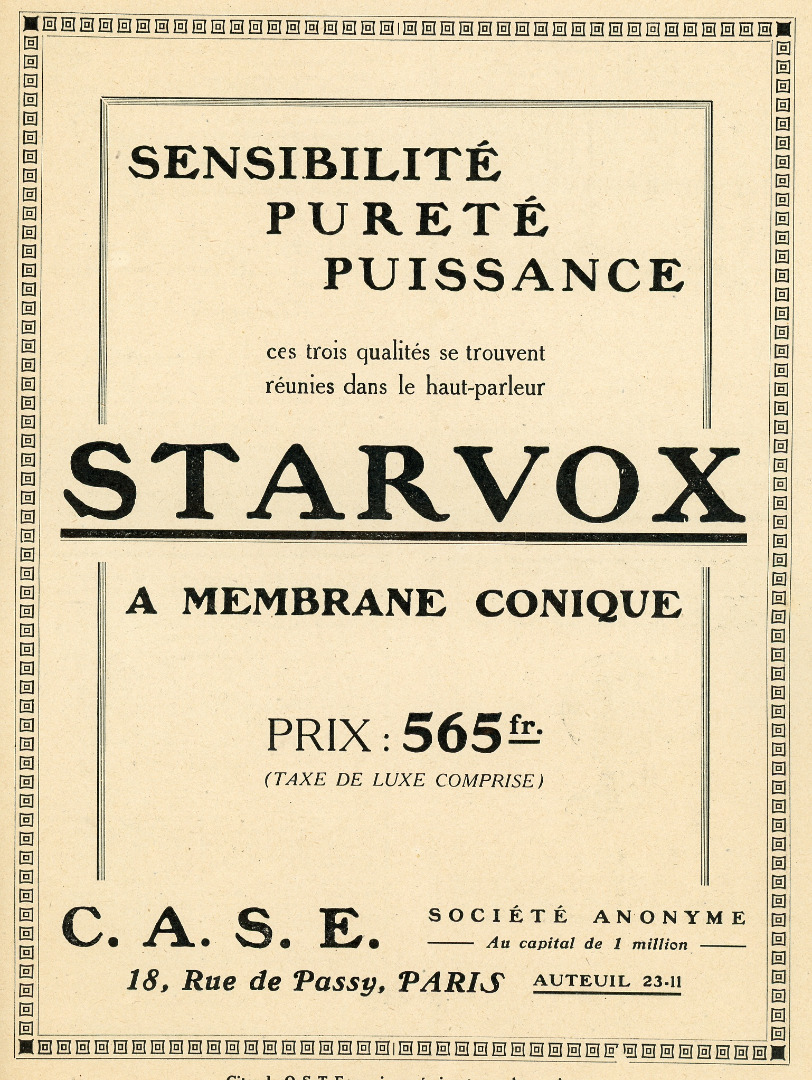 SENSIBILITÉ
PURETÉ
PUISSANCE
ces trois qualités se trouvent
réunies dans le haut-parleur
STARVOX
A MEMBRANE CONIQUE
PRIX : 565 fr.
(TAXE DE LUXE COMPRISE)
C. A. S. E.
SOCIÉTÉ ANONYME
Au capital de 1 million
18, Rue de Passy, PARIS
AUTEUIL 23-11